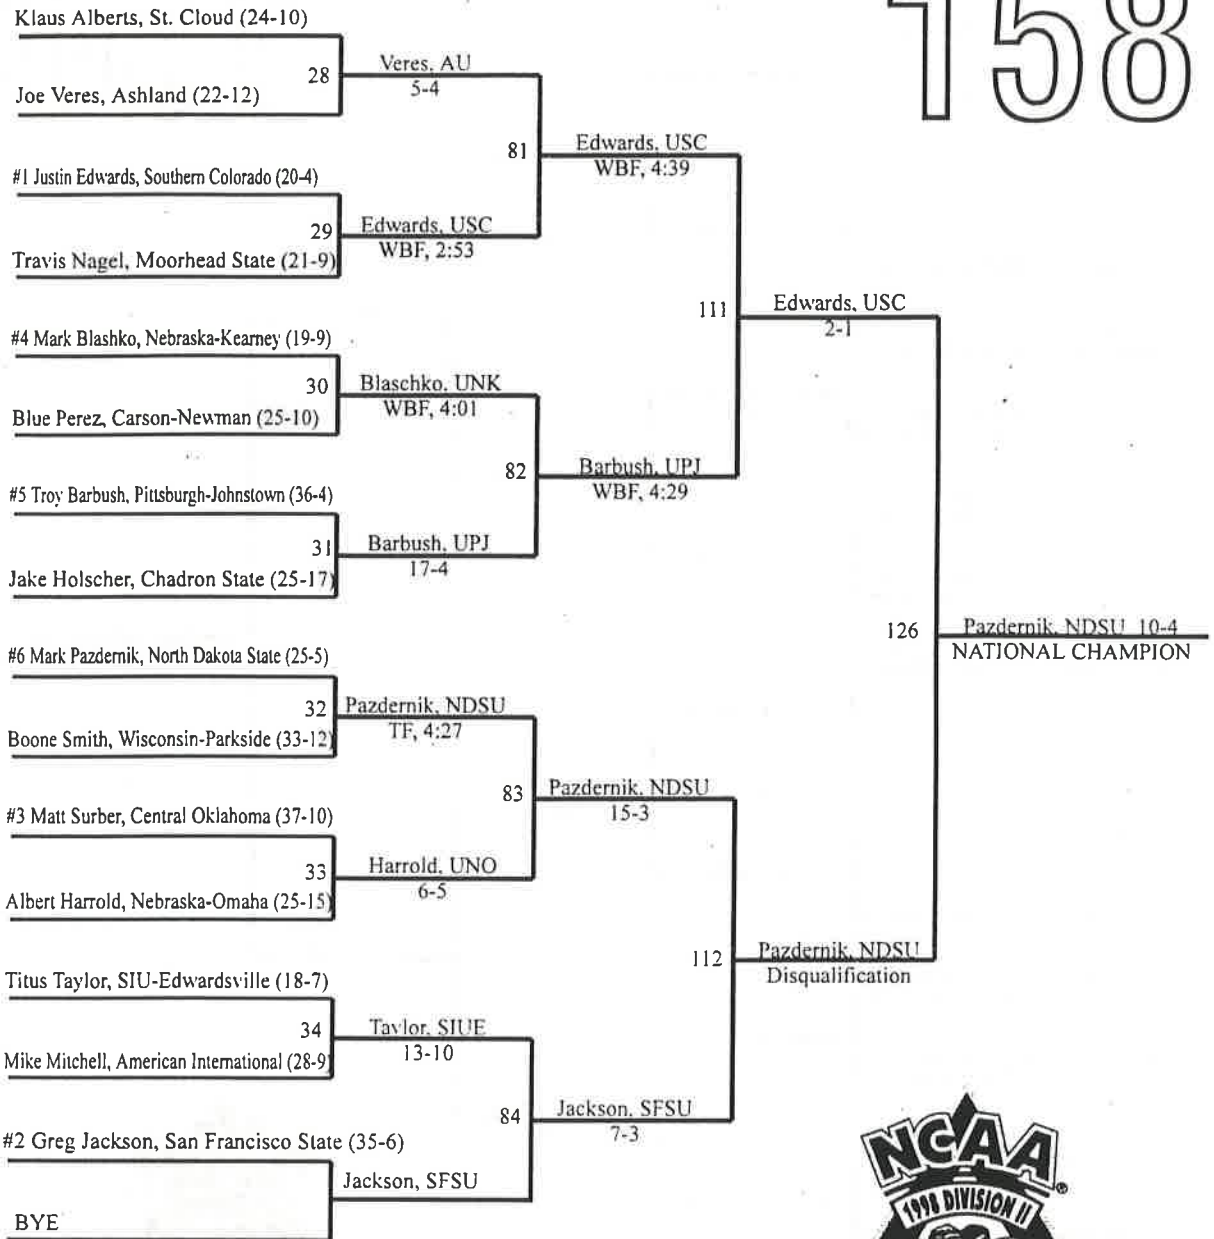 158
Klaus Alberts, St. Cloud (24-10)
28
Joe Veres, Ashland (22-12)
Veres, AU
5-4
81
#1 Justin Edwards, Southern Colorado (20-4)
29
Travis Nagel, Moorhead State (21-9)
Edwards, USC
WBF, 2:53
Edwards, USC
WBF, 4:39
111
#4 Mark Blashko, Nebraska-Kearney (19-9)
30
Blue Perez, Carson-Newman (25-10)
Blaschko, UNK
WBF, 4:01
82
#5 Troy Barbush, Pittsburgh-Johnstown (36-4)
31
Jake Holscher, Chadron State (25-17)
Barbush, UPJ
17-4
Barbush, UPJ
WBF, 4:29
Edwards, USC
2-1
126
Pazdernik, NDSU 10-4
NATIONAL CHAMPION
#6 Mark Pazdernik, North Dakota State (25-5)
32
Boone Smith, Wisconsin-Parkside (33-12)
Pazdernik, NDSU
TF, 4:27
83
#3 Matt Surber, Central Oklahoma (37-10)
33
Albert Harrold, Nebraska-Omaha (25-15)
Harrold, UNO
6-5
Pazdernik, NDSU
15-3
112
Pazdernik, NDSU
Disqualification
Titus Taylor, SIU-Edwardsville (18-7)
34
Mike Mitchell, American International (28-9)
Taylor, SIUE
13-10
84
#2 Greg Jackson, San Francisco State (35-6)
BYE
Jackson, SFSU
Jackson, SFSU
7-3
NCAA®
1998 DIVISION II